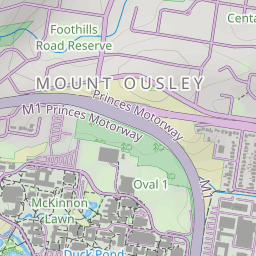 Foothills
Road Reserve
Centa
MOUNT OUSLEY
Princes Motorway
M1
Princes Motorway
Oval 1
M1
McKinnon
Lawn
Duck Pond